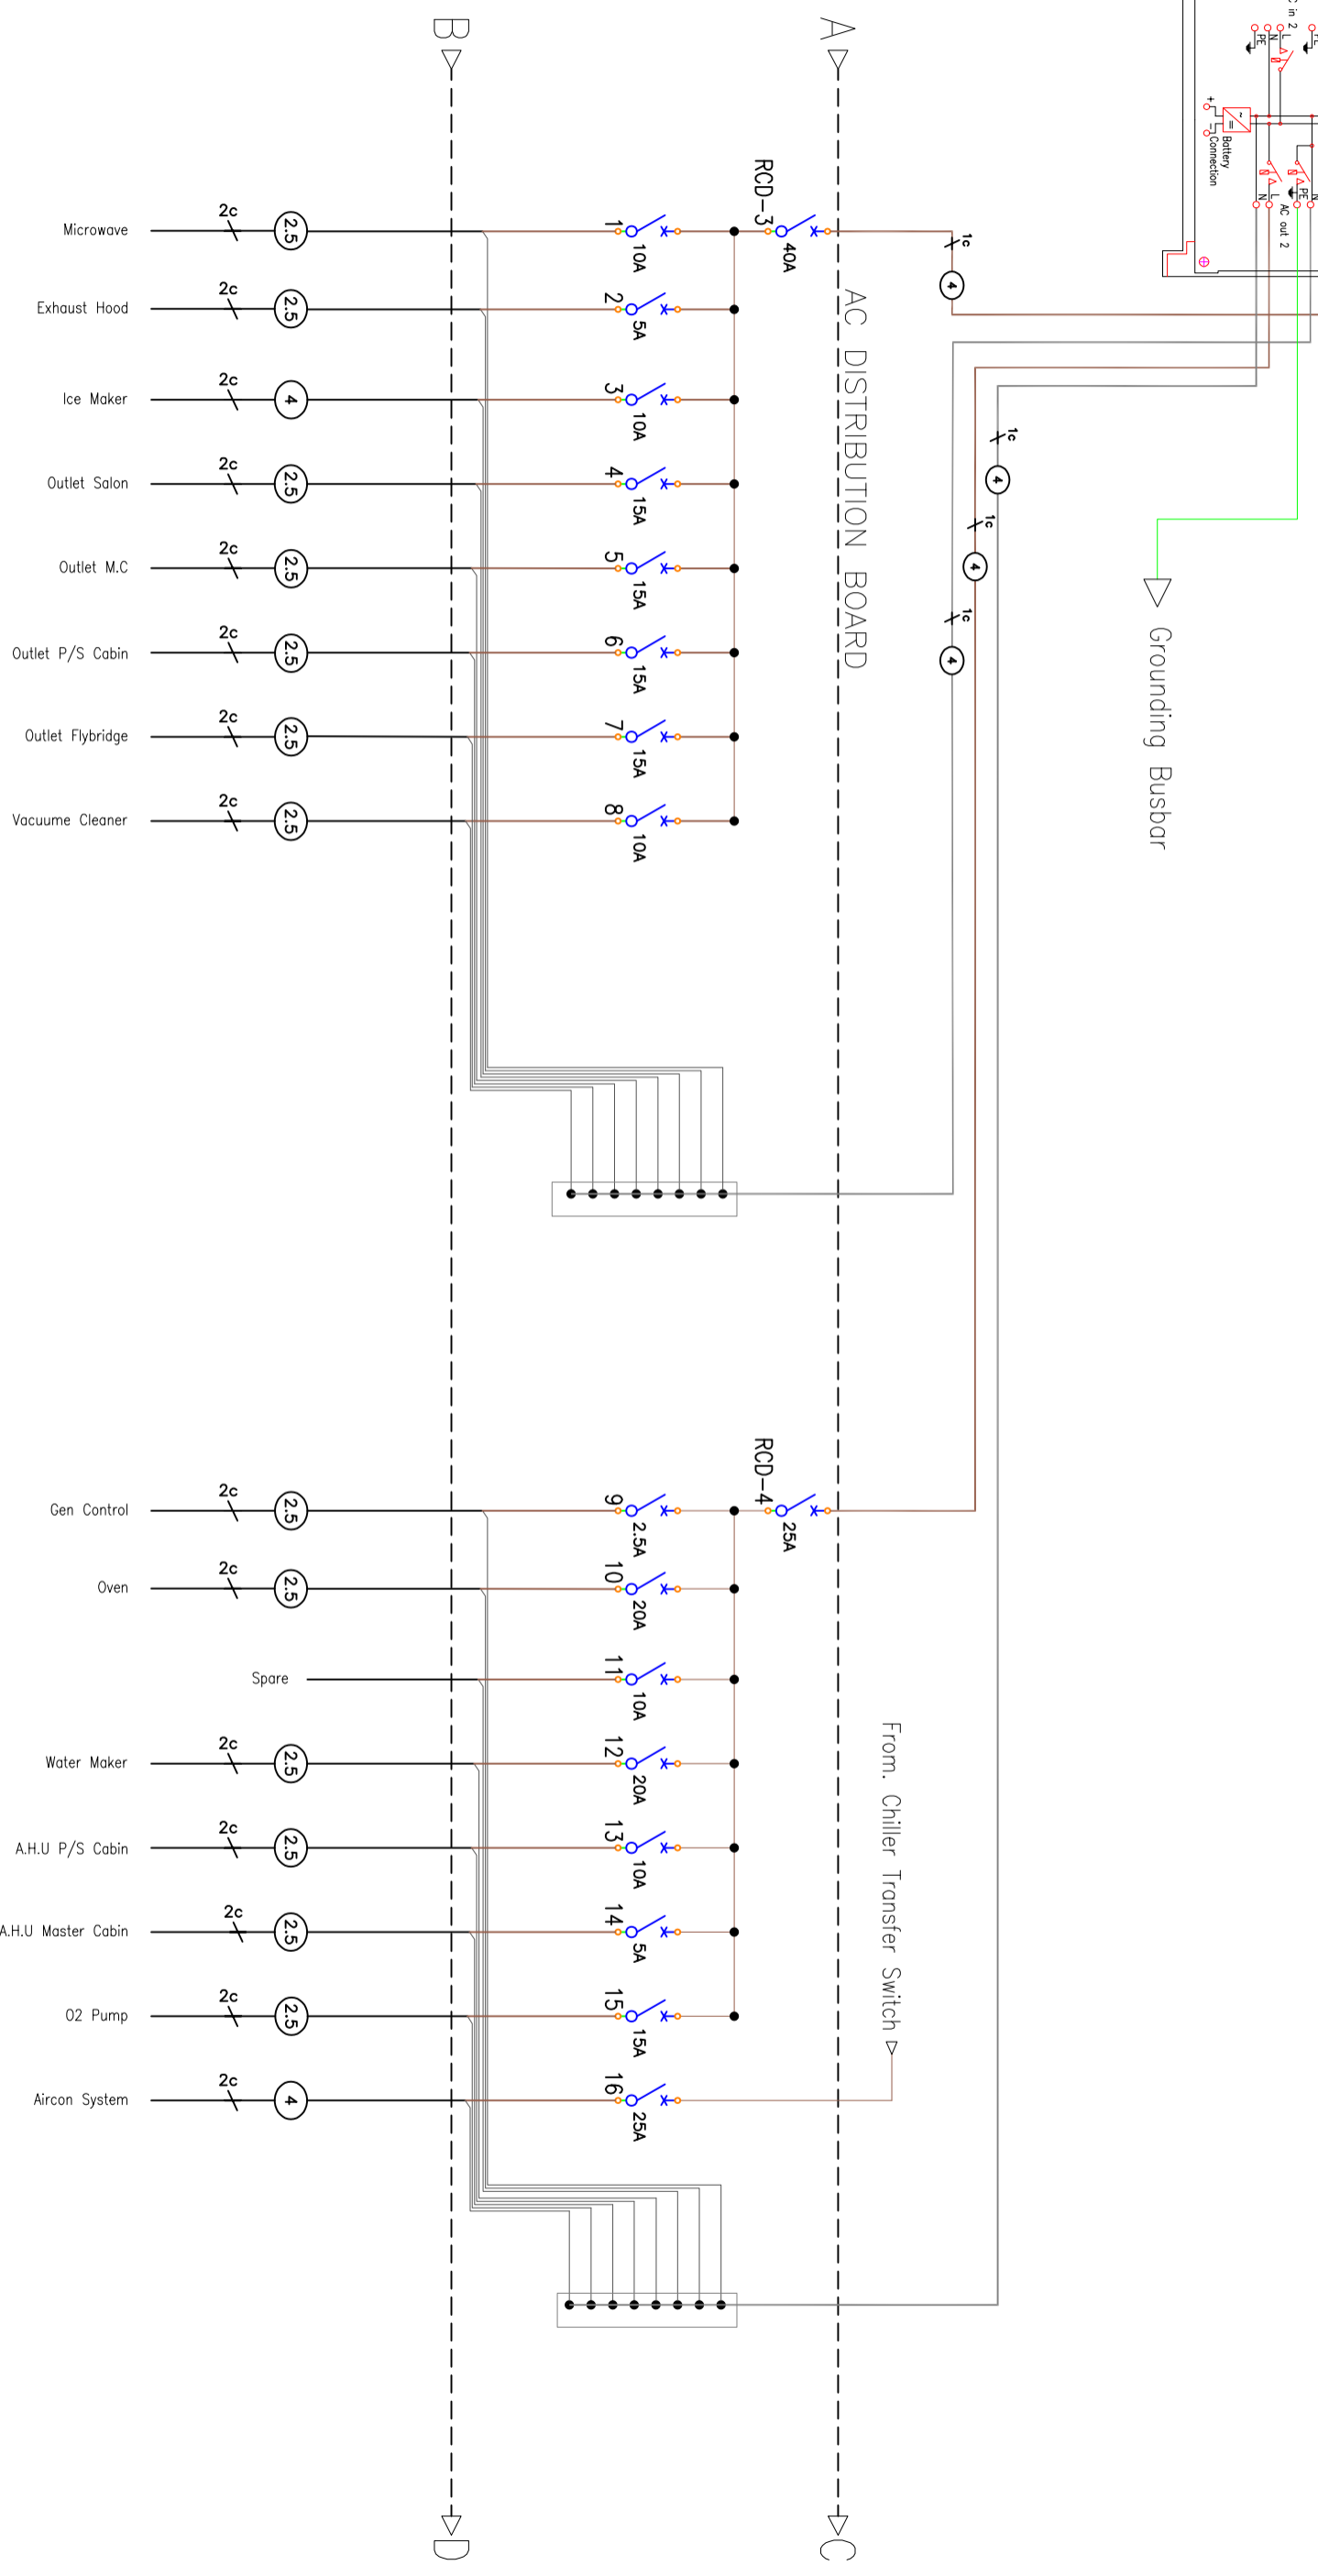 C in 2
L
N
PE
PE
+
-
~
=
Battery
Connection
L
N
PE
N
AC out 2
B
A
RCD-3
40A
1c
4
AC DISTRIBUTION BOARD
1c
4
1c
4
1c
4
Grounding Busbar
Microwave
2c
2.5
1
10A
Exhaust Hood
2c
2.5
2
5A
Ice Maker
2c
4
3
10A
Outlet Salon
2c
2.5
4
15A
Outlet M.C
2c
2.5
5
15A
Outlet P/S Cabin
2c
2.5
6
15A
Outlet Flybridge
2c
2.5
7
15A
Vacuume Cleaner
2c
2.5
8
10A
RCD-4
25A
Gen Control
2c
2.5
9
2.5A
Oven
2c
2.5
10
20A
Spare
11
10A
Water Maker
2c
2.5
12
20A
A.H.U P/S Cabin
2c
2.5
13
10A
A.H.U Master Cabin
2c
2.5
14
5A
O2 Pump
2c
2.5
15
15A
Aircon System
2c
4
16
25A
From. Chiller Transfer Switch
D
C